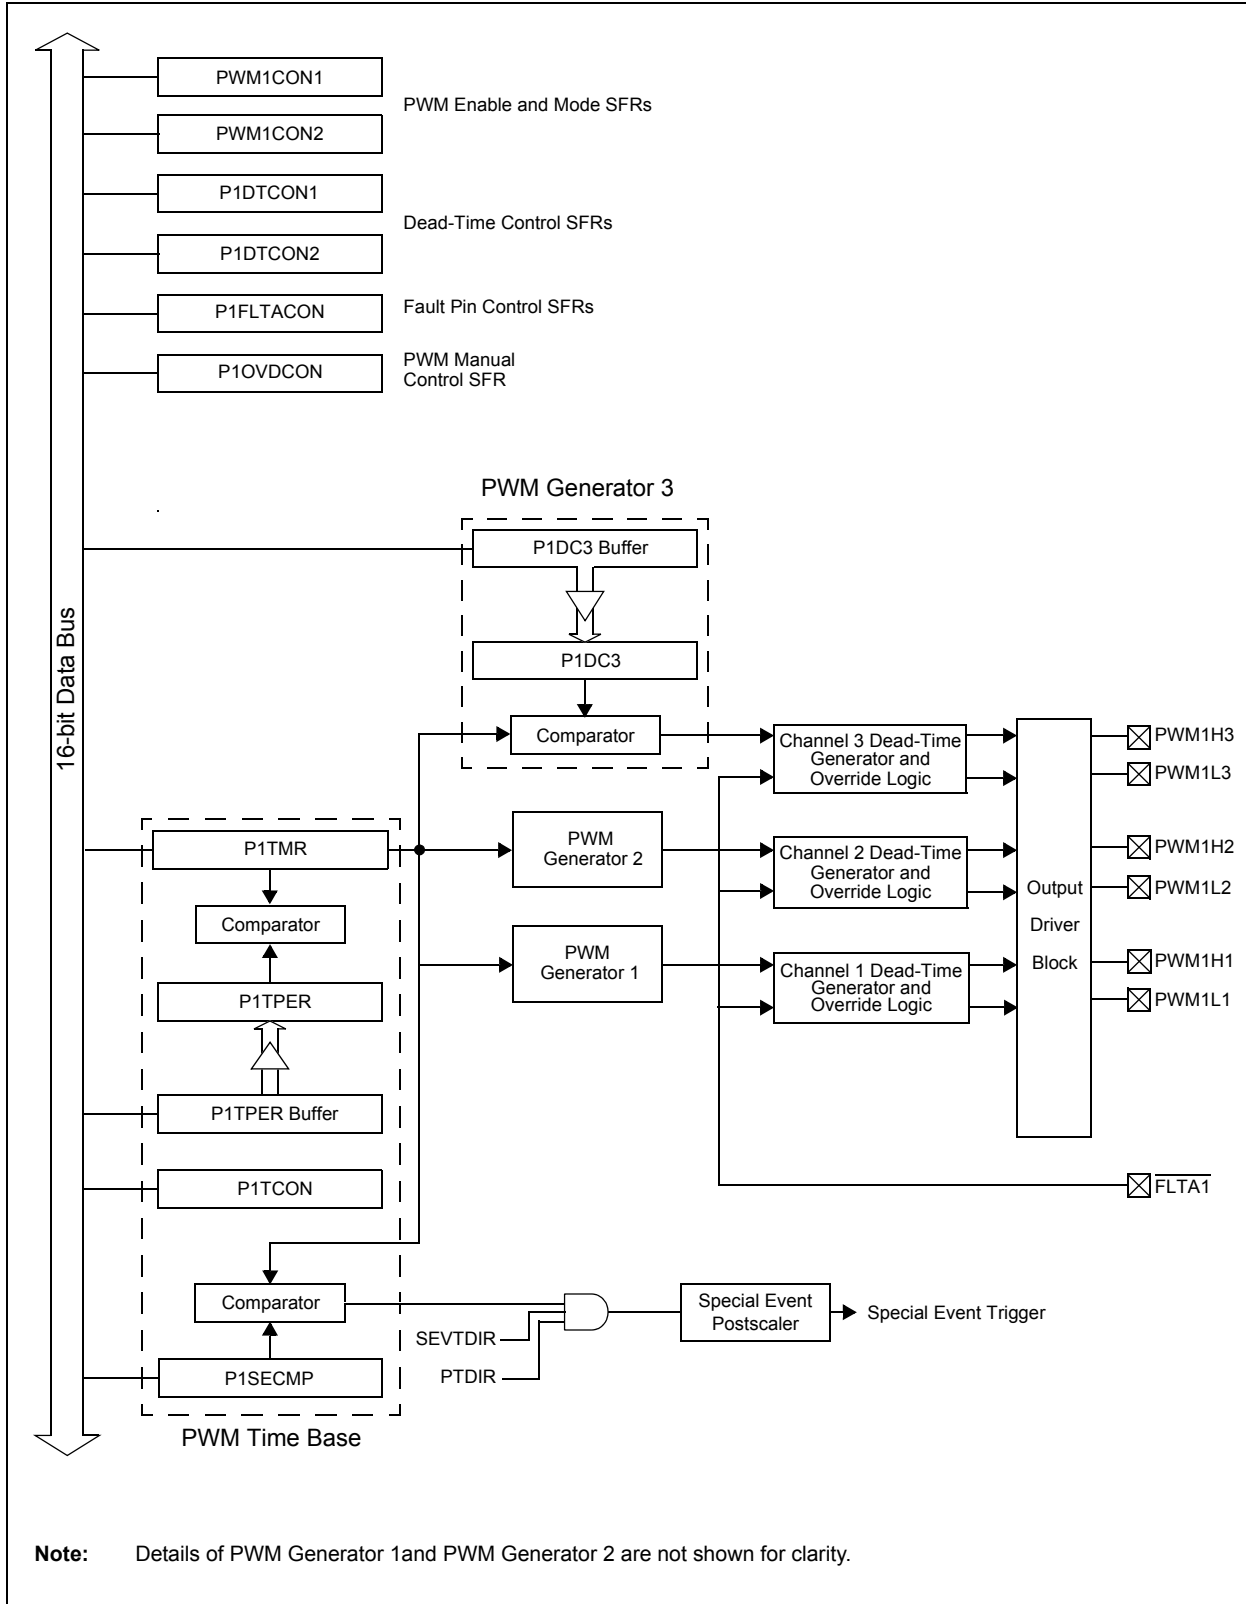 PWM1CON1
PWM Enable and Mode SFRs
PWM1CON2
P1DTCON1
Dead-Time Control SFRs
P1DTCON2
P1FLTACON
Fault Pin Control SFRs
P1OVDCON
PWM Manual
Control SFR
16-bit Data Bus
PWM Generator 3
P1DC3 Buffer
P1DC3
Comparator
Channel 3 Dead-Time
Generator and
Override Logic
PWM1H3
PWM1L3
P1TMR
PWM
Generator 2
Channel 2 Dead-Time
Generator and
Override Logic
PWM1H2
PWM1L2
Output
Driver
Block
Comparator
PWM
Generator 1
Channel 1 Dead-Time
Generator and
Override Logic
PWM1H1
PWM1L1
P1TPER
P1TPER Buffer
P1TCON
FLTA1
Comparator
SEVTDIR
PTDIR
Special Event
Postscaler
Special Event Trigger
P1SECMP
PWM Time Base
Note: Details of PWM Generator 1and PWM Generator 2 are not shown for clarity.